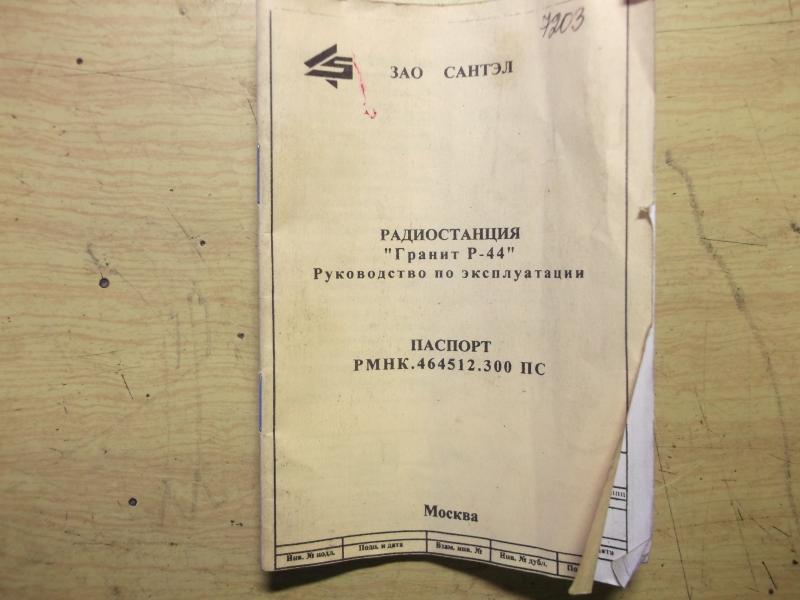 7203
ЗАО САНТЭЛ
РАДИОСТАНЦИЯ
"Гранит Р-44"
Руководство по эксплуатации
ПАСПОРТ
РМНК.464512.300 ПС
Москва
Инв. № подл. Подп. и дата Взам. инв. № Инв. № дубл.